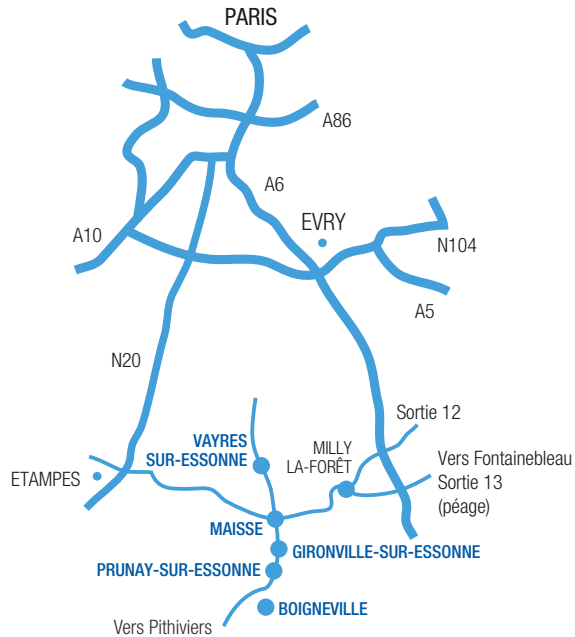 PARIS
A86
A6
EVRY
A10
N104
A5
N20
Sortie 12
VAYRES
SUR-ESSONNE
MILLY
LA-FORÊT
Vers Fontainebleau
Sortie 13
(péage)
ETAMPES
MAISSE
GIRONVILLE-SUR-ESSONNE
PRUNAY-SUR-ESSONNE
BOIGNEVILLE
Vers Pithiviers